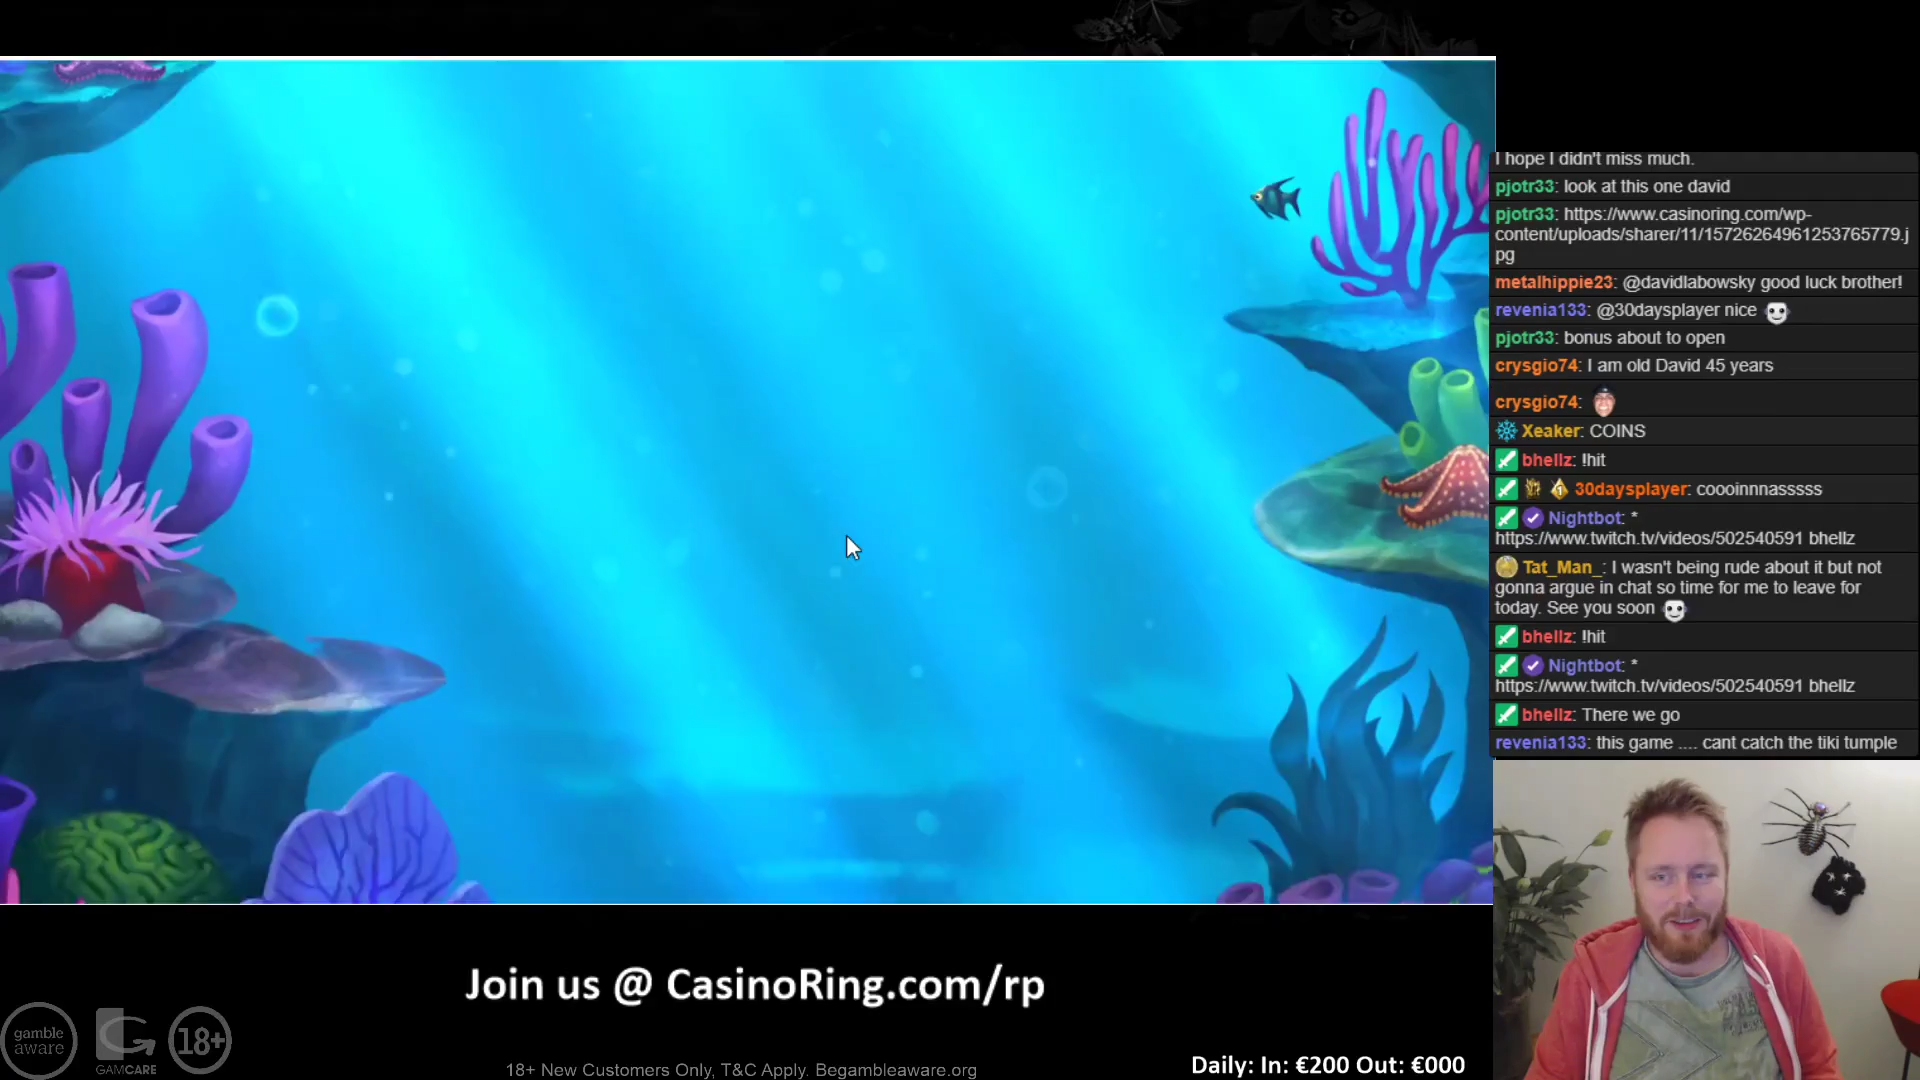 I hope I didn't miss much.
pjotr33: look at this one david
pjotr33: https://www.casinoring.com/wp-
content/uploads/sharer/11/15726264961253765779.j
pg
metalhippie23: @davidlabowsky good luck brother!
revenia133: @30daysplayer nice
pjotr33: bonus about to open
crysgio74: I am old David 45 years
crysgio74:
Xeaker: COINS
bhellz: !hit
30daysplayer: coooinnnasssss
Nightbot: *
https://www.twitch.tv/videos/502540591 bhellz
Tat_Man_: I wasn't being rude about it but not
gonna argue in chat so time for me to leave for
today. See you soon
bhellz: !hit
Nightbot: *
https://www.twitch.tv/videos/502540591 bhellz
bhellz: There we go
revenia133: this game .... cant catch the tiki tumple
Join us @ CasinoRing.com/rp
gamble
aware
GAMCARE
18+
18+ New Customers Only, T&C Apply. Begambleaware.org
Daily: In: €200 Out: €000